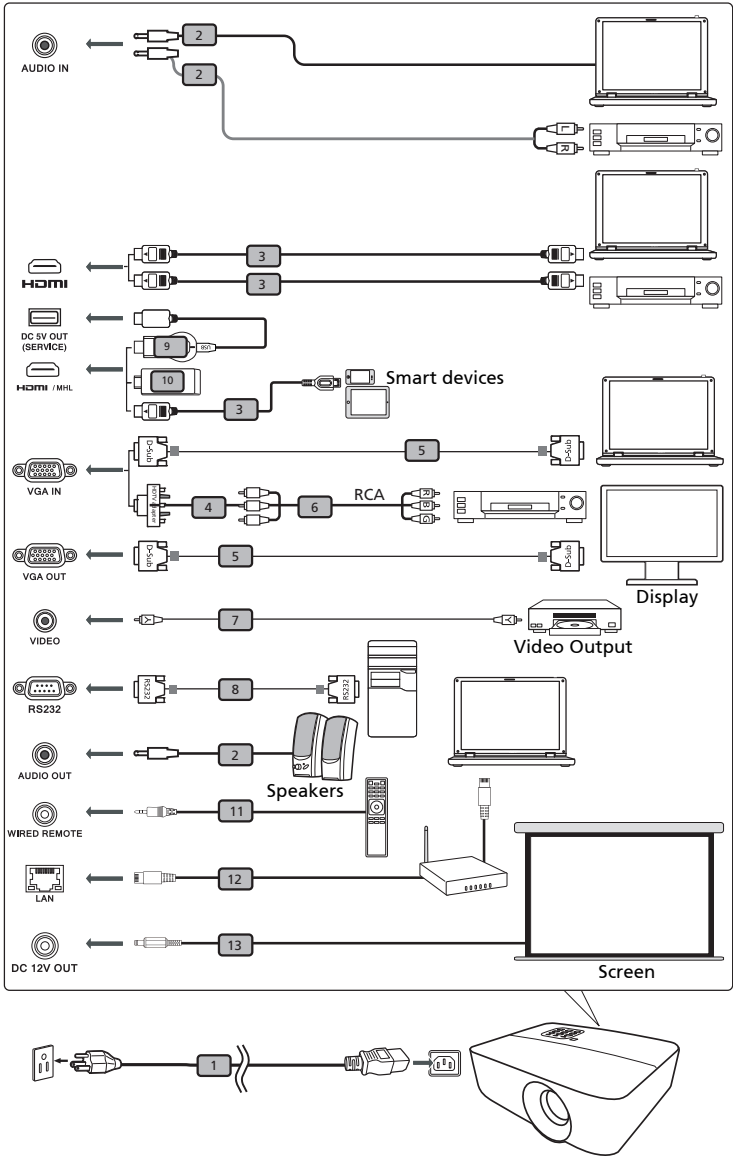 2
AUDIO IN
2
L
R
3
HDMI
3
DC 5V OUT
(SERVICE)
9
USB
HDMI / MHL
10
Smart devices
3
D-Sub
5
D-Sub
VGA IN
HDTV adapter
4
6
RCA
R
B
G
D-Sub
5
D-Sub
VGA OUT
Display
7
VIDEO
Video Output
RS232
8
RS232
RS232
2
AUDIO OUT
Speakers
11
WIRED REMOTE
12
LAN
13
DC 12V OUT
Screen
1